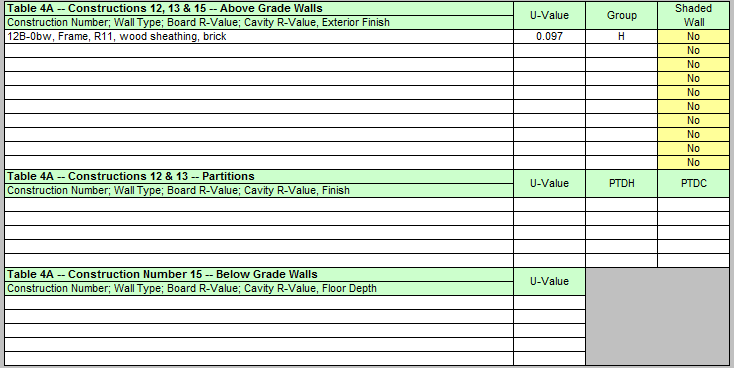 Table 4A -- Constructions 12, 13 & 15 -- Above Grade Walls
Construction Number; Wall Type; Board R-Value; Cavity R-Value, Exterior Finish
U-Value
Group
Shaded
Wall
12B-0bw, Frame, R11, wood sheathing, brick 0.097 H No
No
No
No
No
No
No
No
No
No
Table 4A -- Constructions 12 & 13 -- Partitions
Construction Number; Wall Type; Board R-Value; Cavity R-Value, Finish
U-Value
PTDH
PTDC
Table 4A -- Construction Number 15 -- Below Grade Walls
Construction Number; Wall Type; Board R-Value; Cavity R-Value, Floor Depth
U-Value